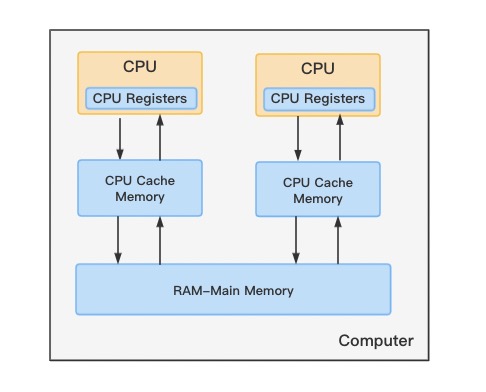 CPU
CPU Registers
CPU Cache
Memory
CPU
CPU Registers
CPU Cache
Memory
RAM–Main Memory
Computer